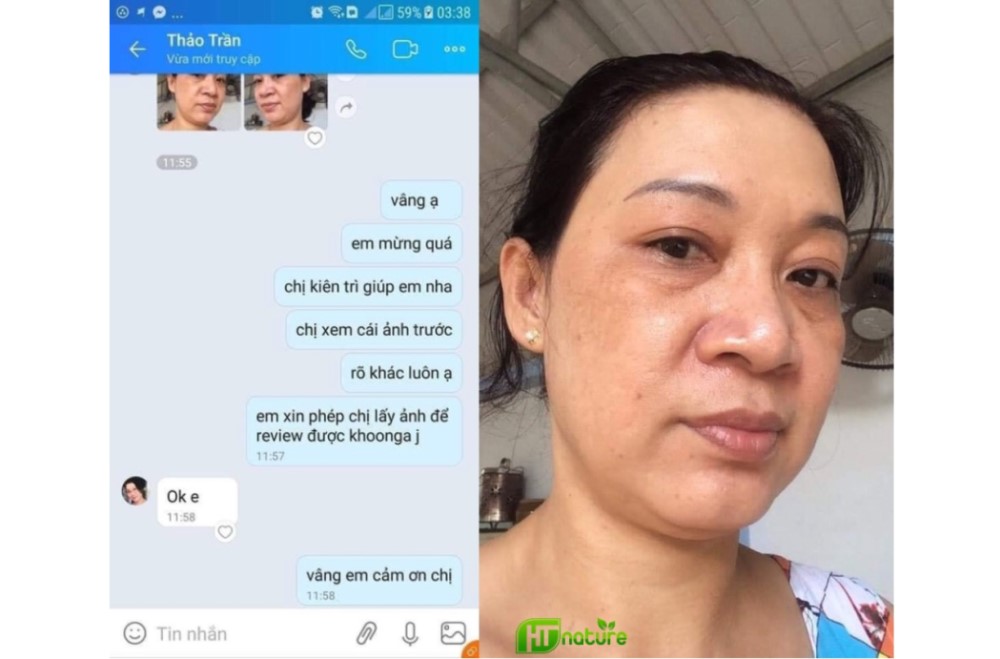 ... 59% 03:38
Thảo Trần
Vừa mới truy cập
11:55
vâng ạ
em mừng quá
chị kiên trì giúp em nha
chị xem cái ảnh trước
rõ khác luôn ạ
em xin phép chị lấy ảnh để
review được khoonga j
11:57
Ok e
11:58
vâng em cảm ơn chị
11:58
Tin nhắn
HT nature